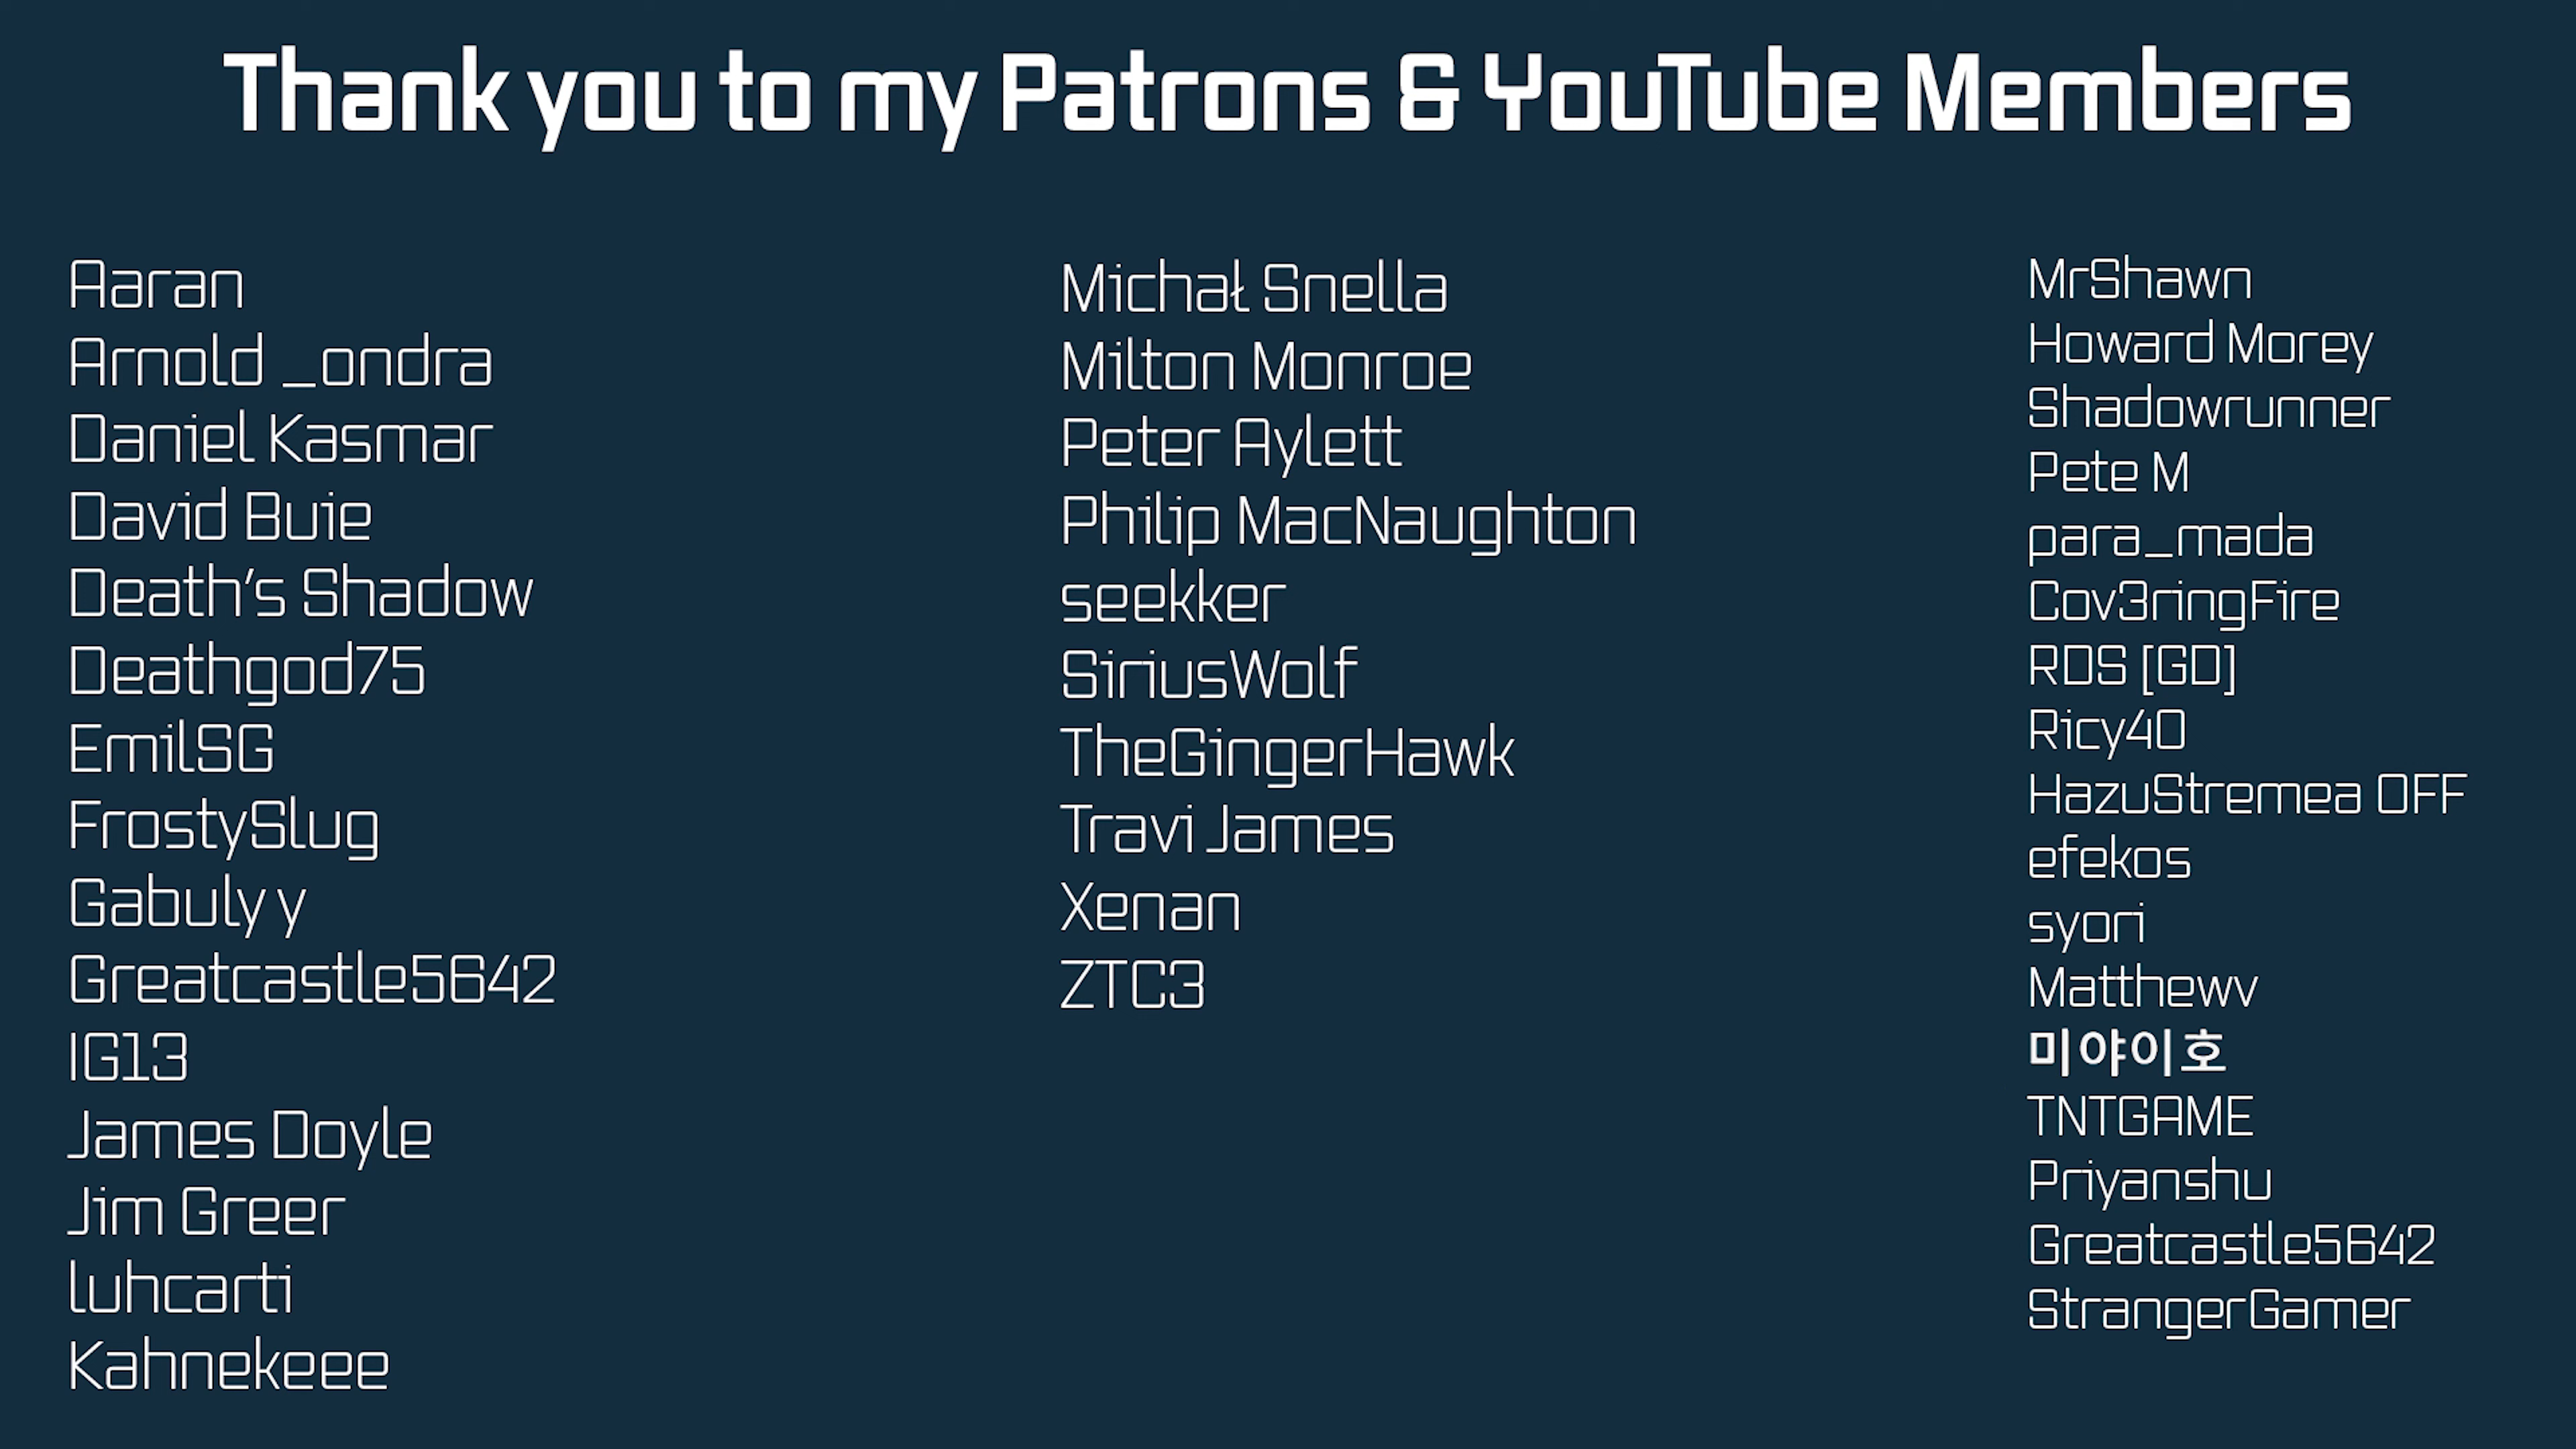 Thank you to my Patrons & YouTube Members
Aaran
Arnold _ondra
Daniel Kasmar
David Buie
Death's Shadow
Deathgod75
EmilSG
FrostySlug
Gabuly y
Greatcastle5642
IG13
James Doyle
Jim Greer
luhcarti
Kahnekeee
Michał Snella
Milton Monroe
Peter Aylett
Philip MacNaughton
seekker
SiriusWolf
TheGingerHawk
Travi James
Xenan
ZTC3
MrShawn
Howard Morey
Shadowrunner
Pete M
para_mada
Cov3ringFire
RDS [GD]
Ricy40
HazuStremea OFF
efekos
syori
Matthewv
미야이호
TNTGAME
Priyanshu
Greatcastle5642
StrangerGamer